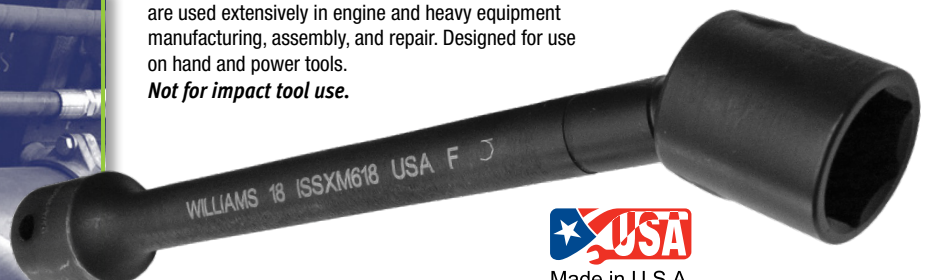 are used extensively in engine and heavy equipment
manufacturing, assembly, and repair. Designed for use
on hand and power tools.
Not for impact tool use.
WILLIAMS 18 ISSXM618 USA F
USA
Made in U.S.A.